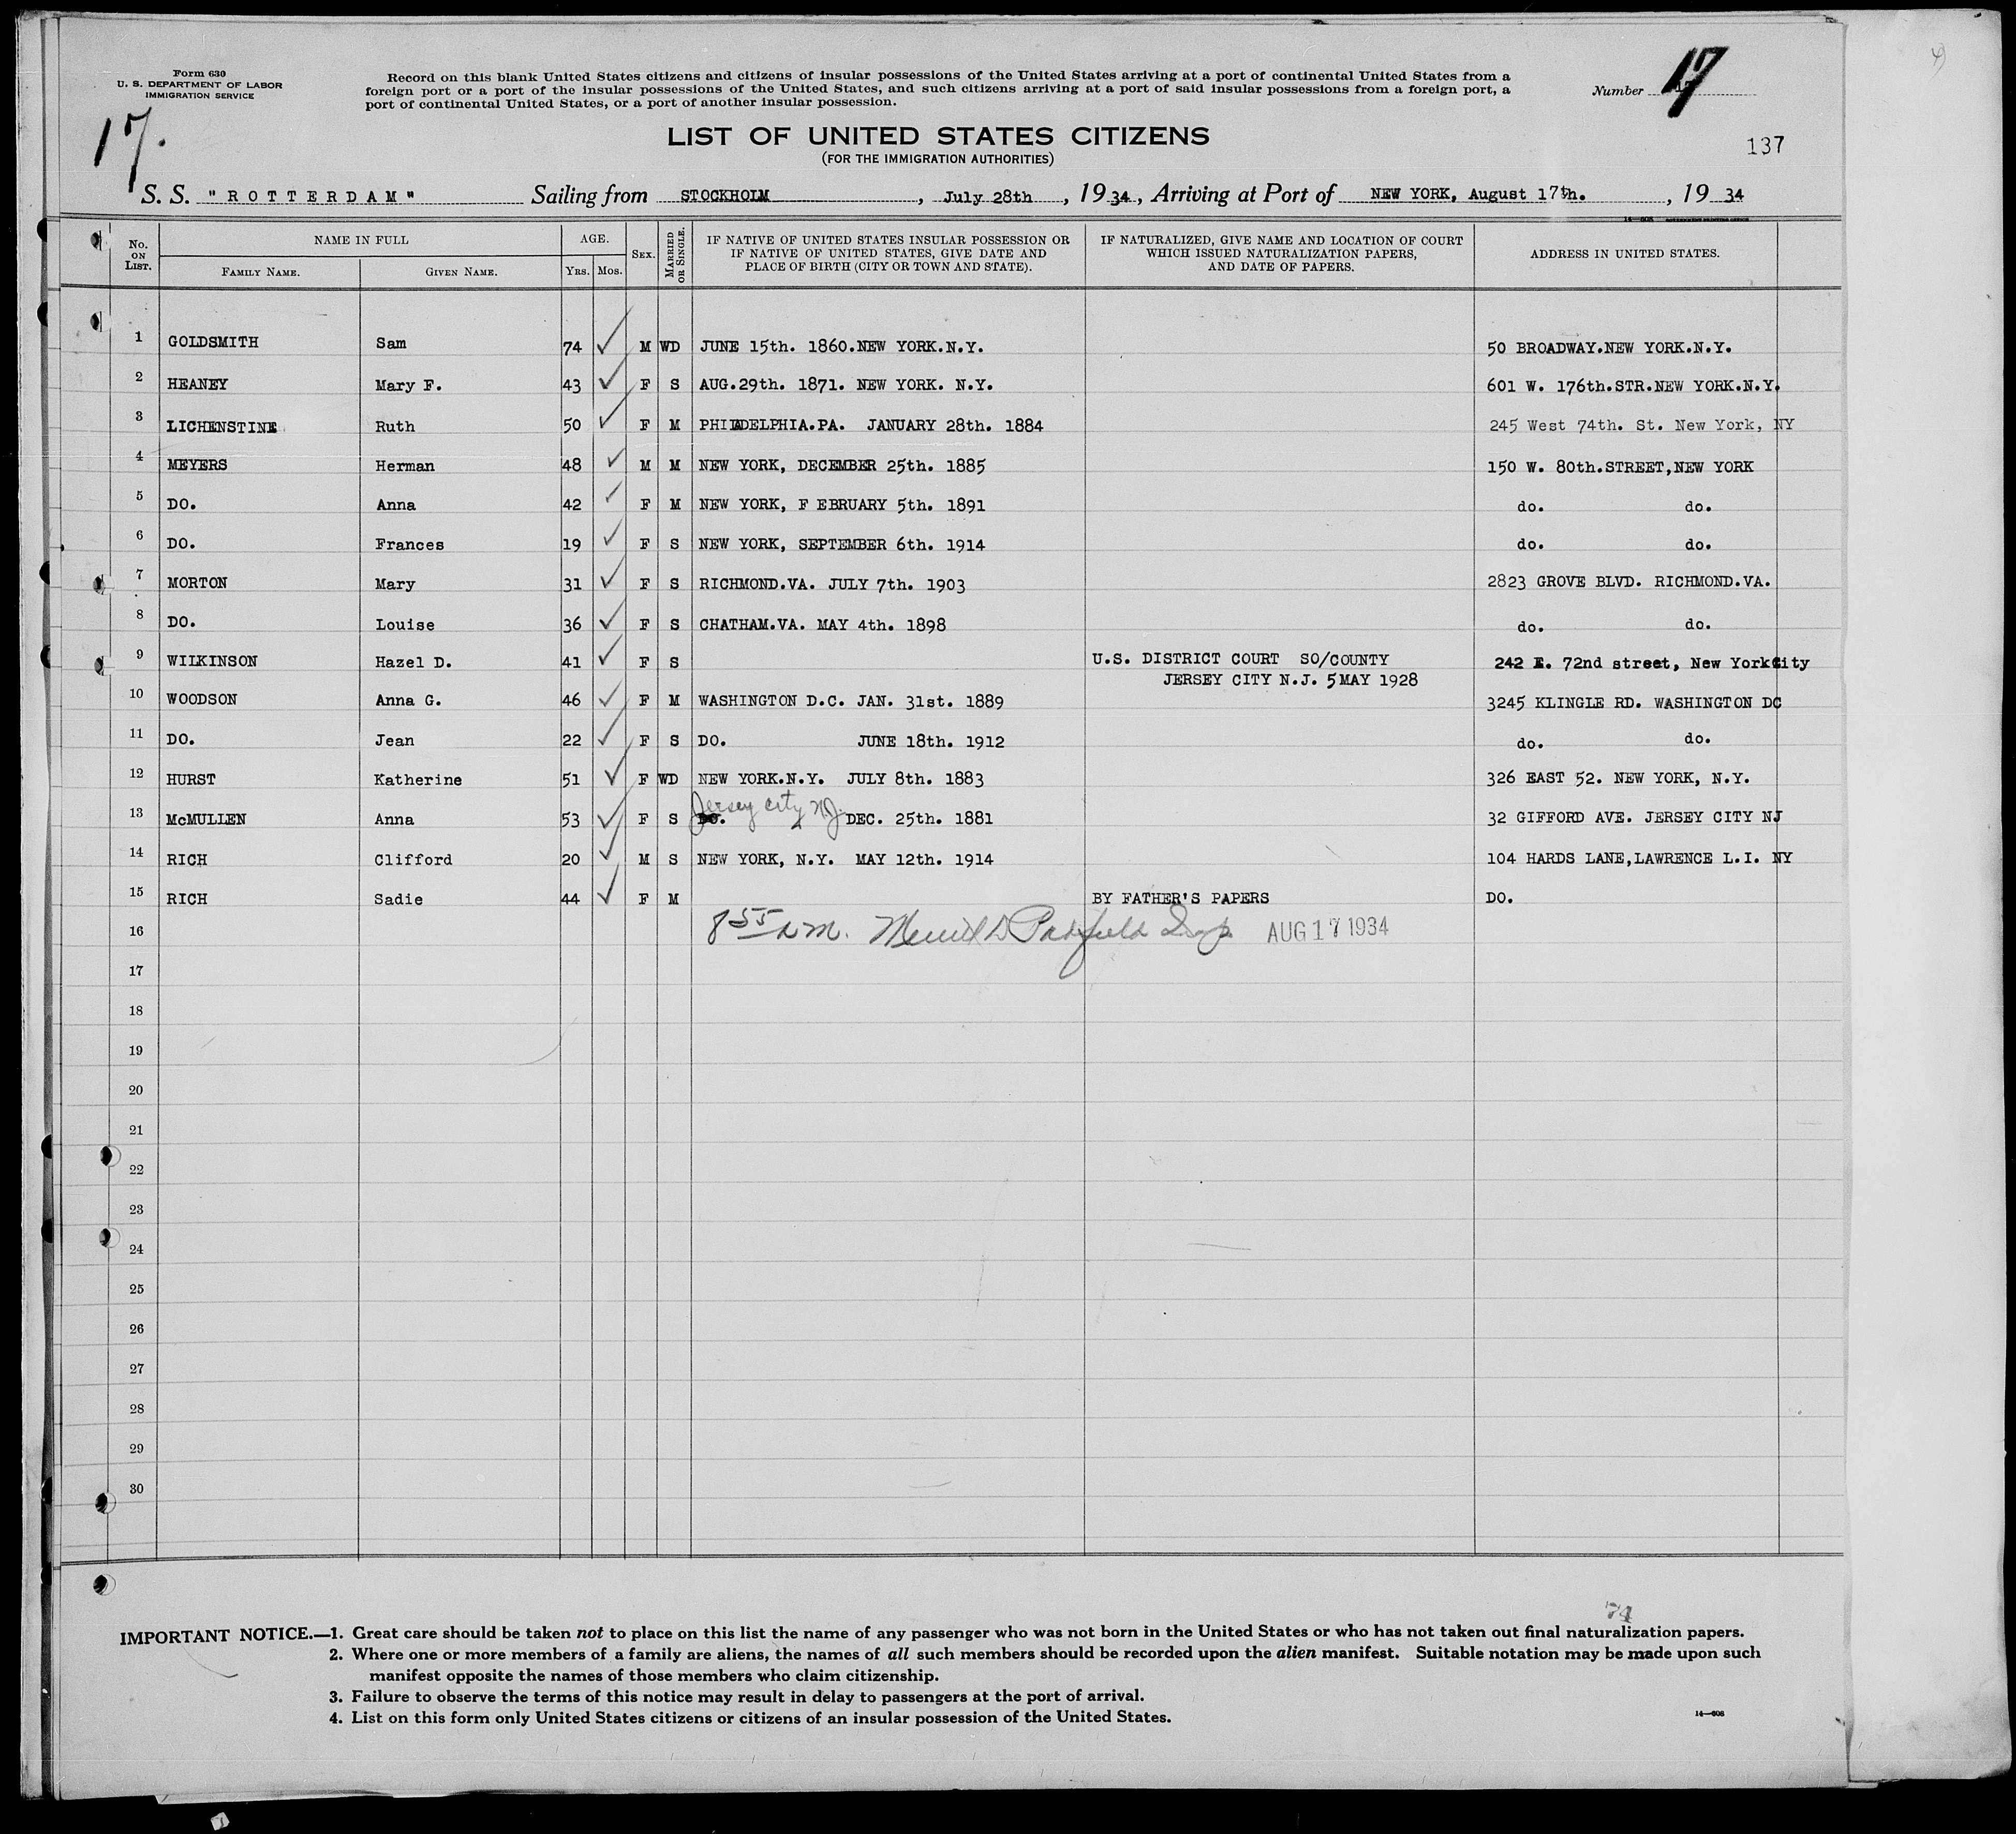 Form 630
U. S. DEPARTMENT OF LABOR
IMMIGRATION SERVICE
Record on this blank United States citizens and citizens of insular possessions of the United States arriving at a port of continental United States from a
foreign port or a port of the insular possessions of the United States, and such citizens arriving at a port of said insular possessions from a foreign port, a
port of continental United States, or a port of another insular possession.
Number 17
17.
LIST OF UNITED STATES CITIZENS
(FOR THE IMMIGRATION AUTHORITIES)
137
S. S. "ROTTERDAM" Sailing from STOCKHOLM, July 28th, 1934, Arriving at Port of NEW YORK, August 17th., 1934
No. ON LIST. NAME IN FULL FAMILY NAME. GIVEN NAME. AGE. YRS. MOS. SEX. MARRIED OR SINGLE. IF NATIVE OF UNITED STATES INSULAR POSSESSION OR IF NATIVE OF UNITED STATES, GIVE DATE AND PLACE OF BIRTH (CITY OR TOWN AND STATE). IF NATURALIZED, GIVE NAME AND LOCATION OF COURT WHICH ISSUED NATURALIZATION PAPERS, AND DATE OF PAPERS. ADDRESS IN UNITED STATES.
1 GOLDSMITH Sam 74 M WD JUNE 15th. 1860.NEW YORK.N.Y. 50 BROADWAY.NEW YORK.N.Y.
2 HEANEY Mary F. 43 F S AUG.29th. 1871. NEW YORK. N.Y. 601 W. 176th.STR.NEW YORK.N.Y.
3 LICHENSTINE Ruth 50 F M PHILADELPHIA.PA. JANUARY 28th. 1884 245 West 74th. St. New York, NY
4 MEYERS Herman 48 M M NEW YORK, DECEMBER 25th. 1885 150 W. 80th.STREET,NEW YORK
5 DO. Anna 42 F M NEW YORK, F EBRUARY 5th. 1891 do. do.
6 DO. Frances 19 F S NEW YORK, SEPTEMBER 6th. 1914 do. do.
7 MORTON Mary 31 F S RICHMOND.VA. JULY 7th. 1903 2823 GROVE BLVD. RICHMOND.VA.
8 DO. Louise 36 F S CHATHAM.VA. MAY 4th. 1898 do. do.
9 WILKINSON Hazel D. 41 F S U.S. DISTRICT COURT SO/COUNTY 242 E. 72nd street, New York City
JERSEY CITY N.J. 5 MAY 1928
10 WOODSON Anna G. 46 F M WASHINGTON D.C. JAN. 31st. 1889 3245 KLINGLE RD. WASHINGTON DC
11 DO. Jean 22 F S DO. JUNE 18th. 1912 do. do.
12 HURST Katherine 51 F WD NEW YORK.N.Y. JULY 8th. 1883 326 EAST 52. NEW YORK, N.Y.
13 McMULLEN Anna 53 F S Jersey City NJ. DEC. 25th. 1881 32 GIFFORD AVE. JERSEY CITY NJ
14 RICH Clifford 20 M S NEW YORK, N.Y. MAY 12th. 1914 104 HARDS LANE,LAWRENCE L.I. NY
15 RICH Sadie 44 F M BY FATHER'S PAPERS DO.
16 8 55 AM. Merrill D Insp. AUG 17 1934
17
18
19
20
21
22
23
24
25
26
27
28
29
30
74
IMPORTANT NOTICE.—1. Great care should be taken not to place on this list the name of any passenger who was not born in the United States or who has not taken out final naturalization papers.
2. Where one or more members of a family are aliens, the names of all such members should be recorded upon the alien manifest. Suitable notation may be made upon such
manifest opposite the names of those members who claim citizenship.
3. Failure to observe the terms of this notice may result in delay to passengers at the port of arrival.
4. List on this form only United States citizens or citizens of an insular possession of the United States.
14—608